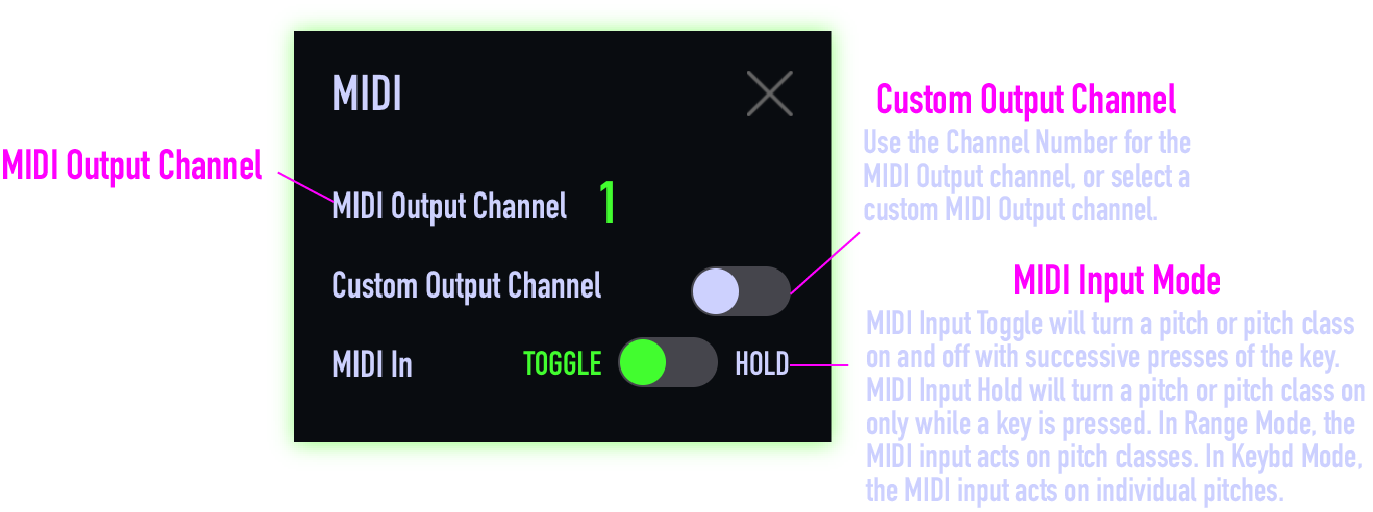 MIDI
MIDI Output Channel
MIDI Output Channel 1
Custom Output Channel
MIDI In TOGGLE HOLD
Custom Output Channel
Use the Channel Number for the
MIDI Output channel, or select a
custom MIDI Output channel.
MIDI Input Mode
MIDI Input Toggle will turn a pitch or pitch class
on and off with successive presses of the key.
MIDI Input Hold will turn a pitch or pitch class on
only while a key is pressed. In Range Mode, the
MIDI input acts on pitch classes. In Keybd Mode,
the MIDI input acts on individual pitches.